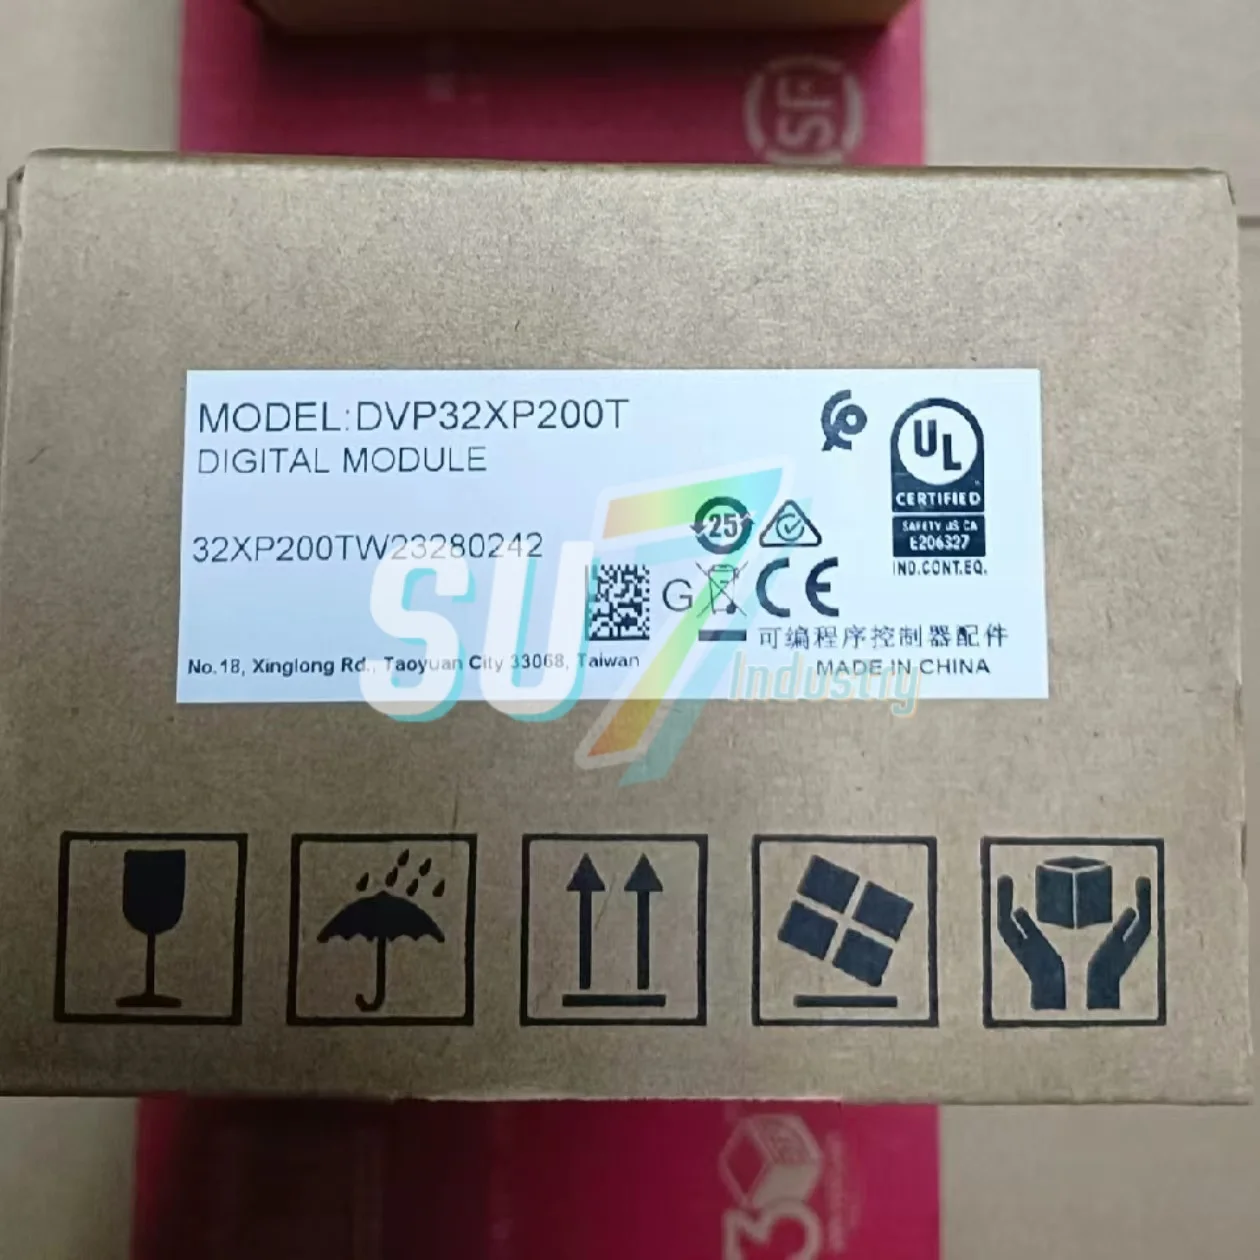 SF
MODEL:DVP32XP200T
DIGITAL MODULE
UL
CERTIFIED
SAFETY US CA
E206327
IND.CONT.EQ.
25
32XP200TW23280242
G
CE
可编程序控制器配件
No.18, Xinglong Rd., Taoyuan City 33068, Taiwan
MADE IN CHINA
SU7
Industry
3